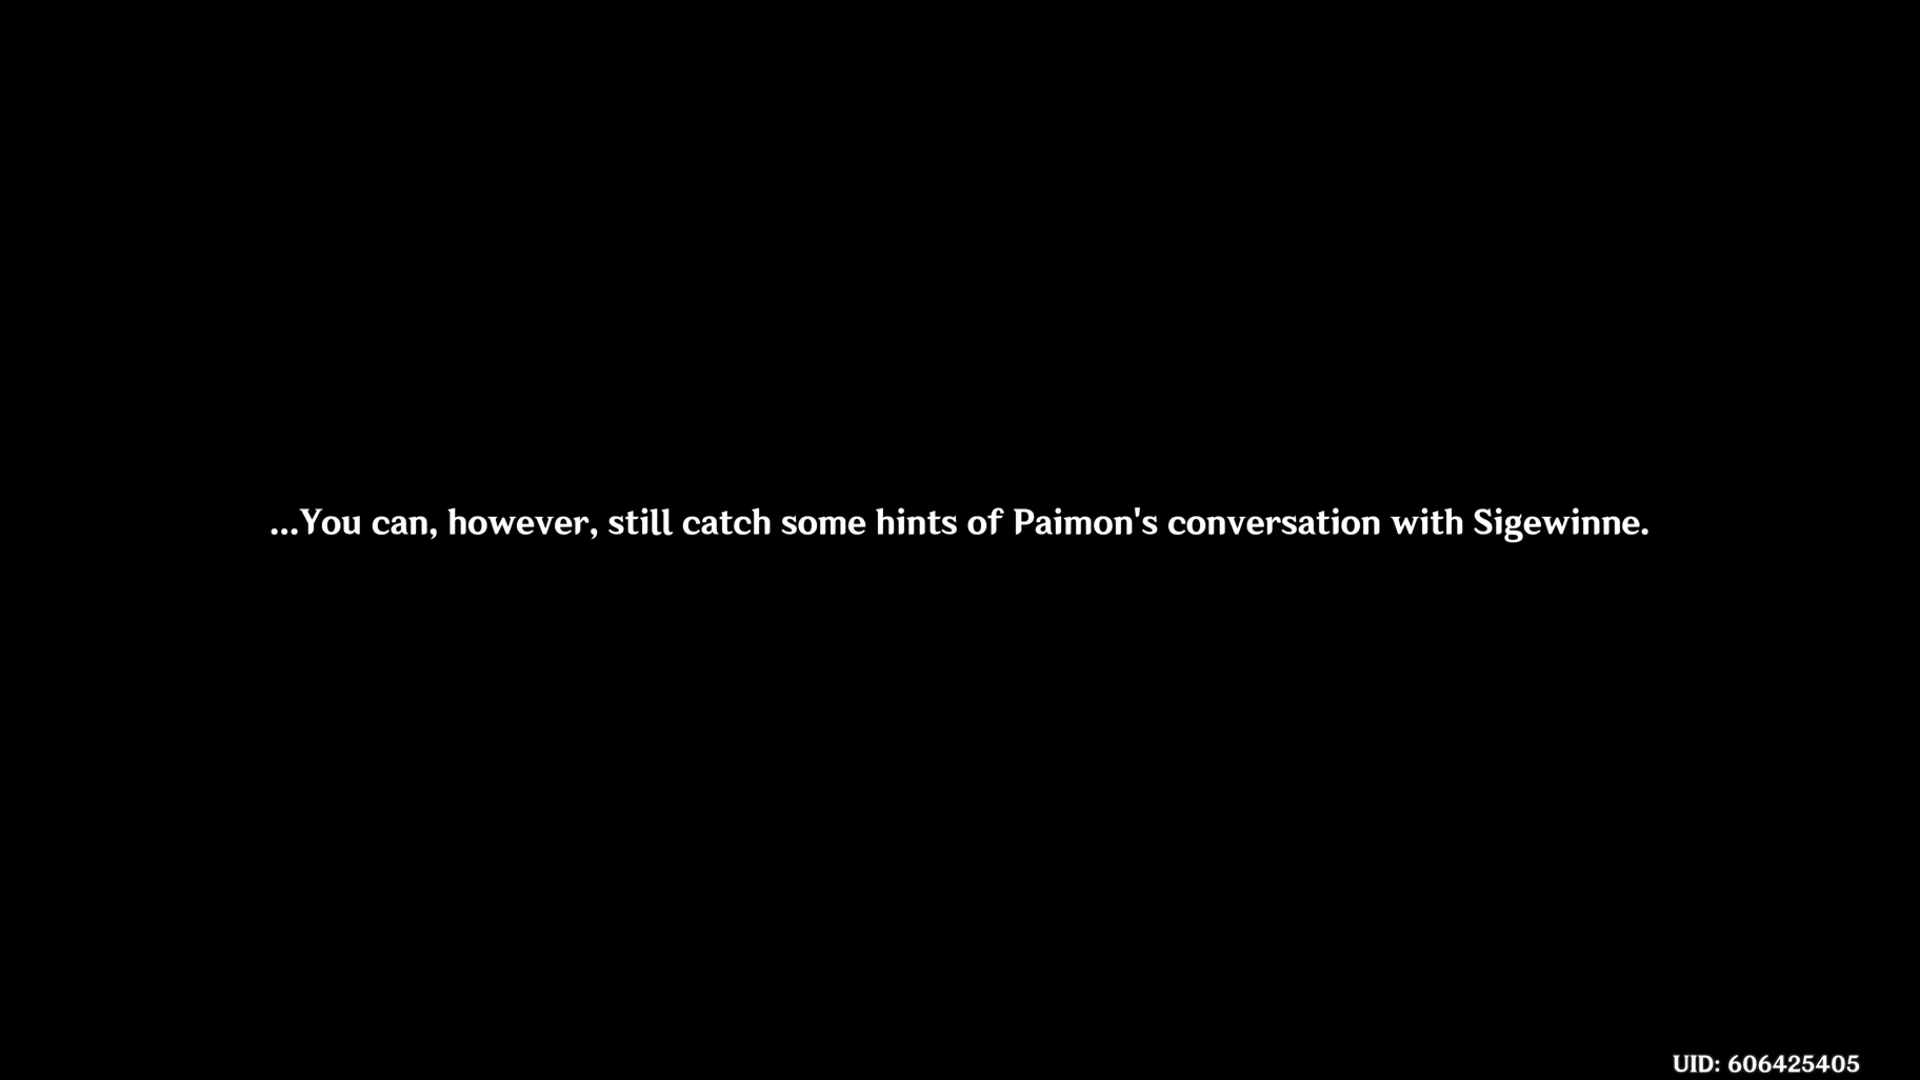 ...You can, however, still catch some hints of Paimon's conversation with Sigewinne.
UID: 606425405